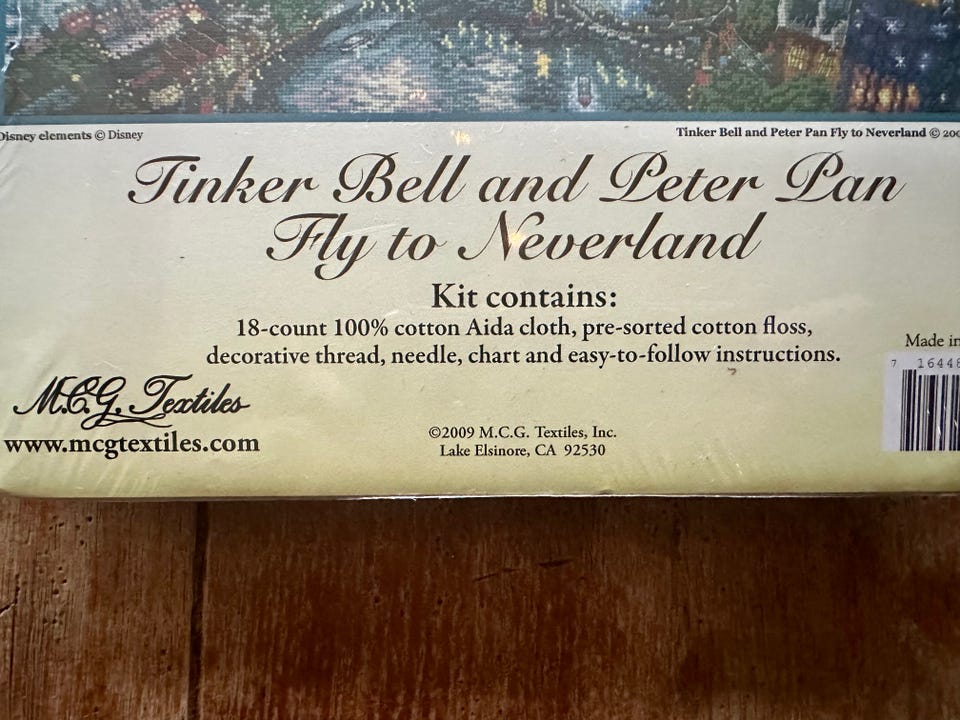 Disney elements © Disney
Tinker Bell and Peter Pan Fly to Neverland ©
Tinker Bell and Peter Pan
Fly to Neverland
Kit contains:
18-count 100% cotton Aida cloth, pre-sorted cotton floss,
decorative thread, needle, chart and easy-to-follow instructions.
Made in
7 16448
M.C.G. Textiles
www.mcgtextiles.com
©2009 M.C.G. Textiles, Inc.
Lake Elsinore, CA 92530